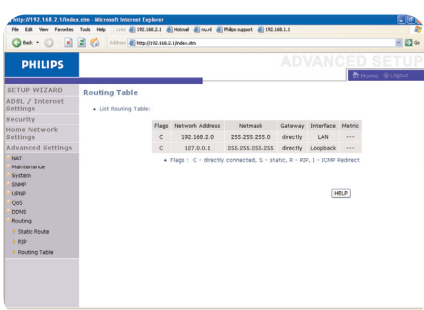 http://192.168.2.1/index.stm - Microsoft Internet Explorer
File Edit View Favorites Tools Help Links 192.168.2.1 Hotmail nu.nl Philips support 192.168.1.1
Back Address http://192.168.2.1/index.stm Go
PHILIPS
ADVANCED SETUP
Home Logout
SETUP WIZARD
ADSL / Internet Settings
Security
Home Network Settings
Advanced Settings
NAT
Maintenance
System
SNMP
UPNP
QoS
DDNS
Routing
Static Route
RIP
Routing Table
Routing Table
List Routing Table:
Flags Network Address Netmask Gateway Interface Metric
C 192.168.2.0 255.255.255.0 directly LAN ---
C 127.0.0.1 255.255.255.255 directly Loopback ---
Flags : C - directly connected, S - static, R - RIP, I - ICMP Redirect
HELP